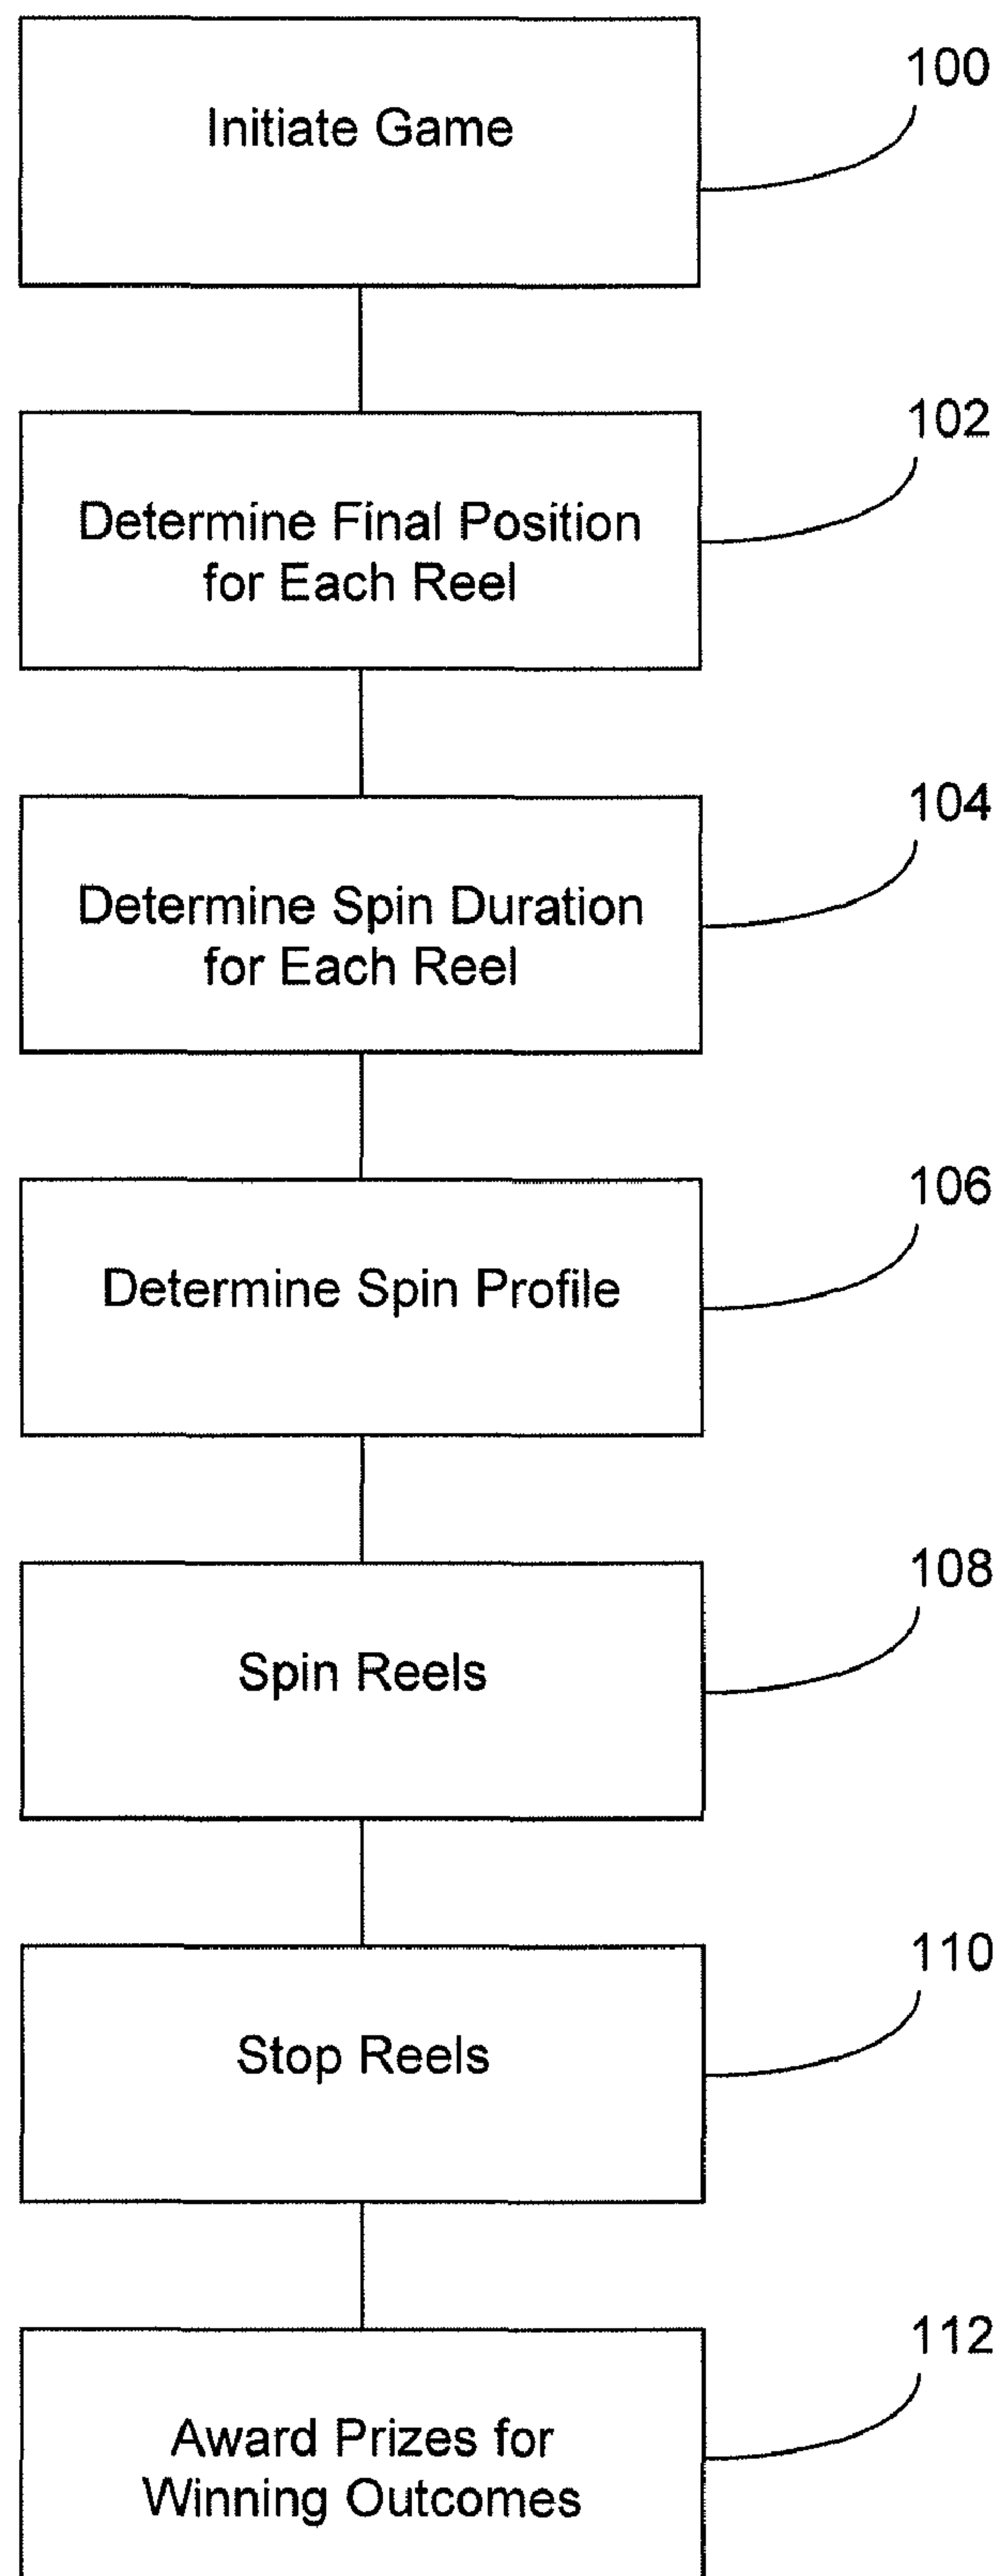 100
Initiate Game
102
Determine Final Position
for Each Reel
104
Determine Spin Duration
for Each Reel
106
Determine Spin Profile
108
Spin Reels
110
Stop Reels
112
Award Prizes for
Winning Outcomes